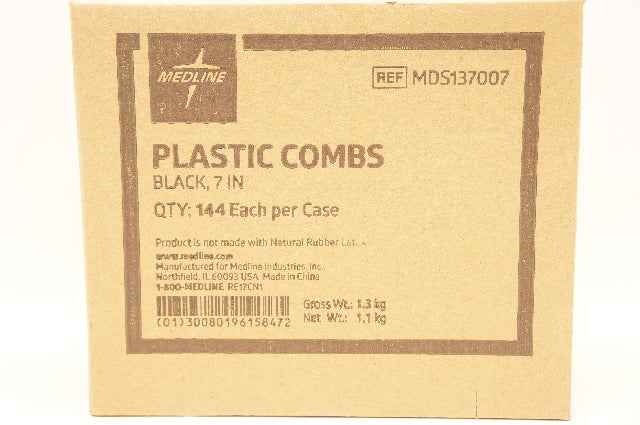 MEDLINE
REF MDS137007
PLASTIC COMBS
BLACK, 7 IN
QTY: 144 Each per Case
Product is not made with Natural Rubber
www.medline.com
Manufactured for Medline Industries, Inc.,
Northfield, IL 60093 USA. Made in China
1-800-MEDLINE RE17CN1
(01)30080196158472
Gross Wt.: 1.3 kg
Net Wt.: 1.1 kg